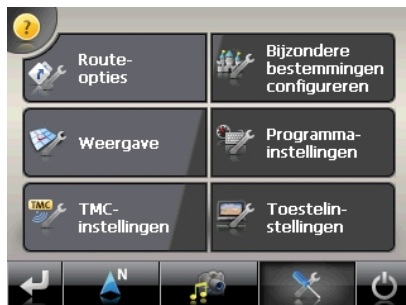 ?
Route-
opties
Bijzondere
bestemmingen
configureren
Weergave
Programma-
instellingen
TMC
TMC-
instellingen
Toestelin-
stellingen
N